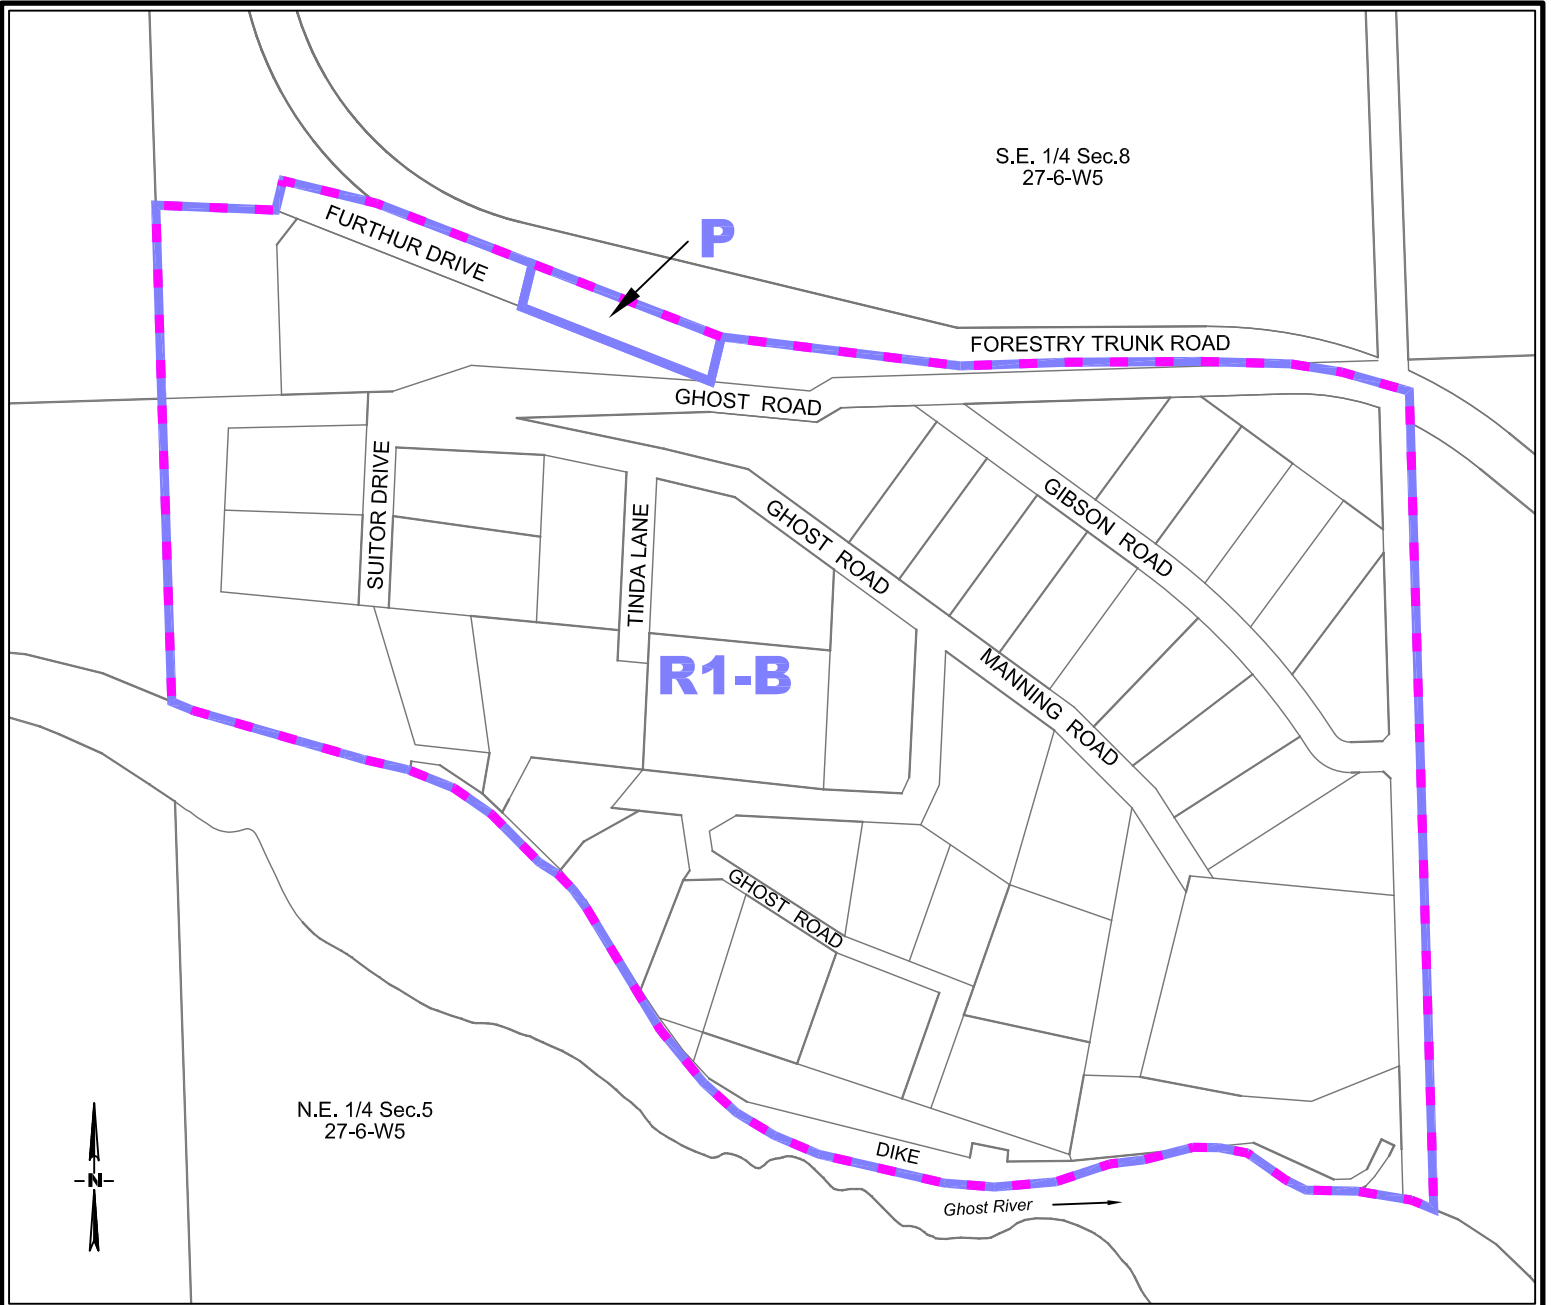 S.E. 1/4 Sec.8
27-6-W5
FURTHUR DRIVE
P
FORESTRY TRUNK ROAD
GHOST ROAD
SUITOR DRIVE
TINDA LANE
GHOST ROAD
GIBSON ROAD
MANNING ROAD
R1-B
GHOST ROAD
N.E. 1/4 Sec.5
27-6-W5
DIKE
-N-
Ghost River